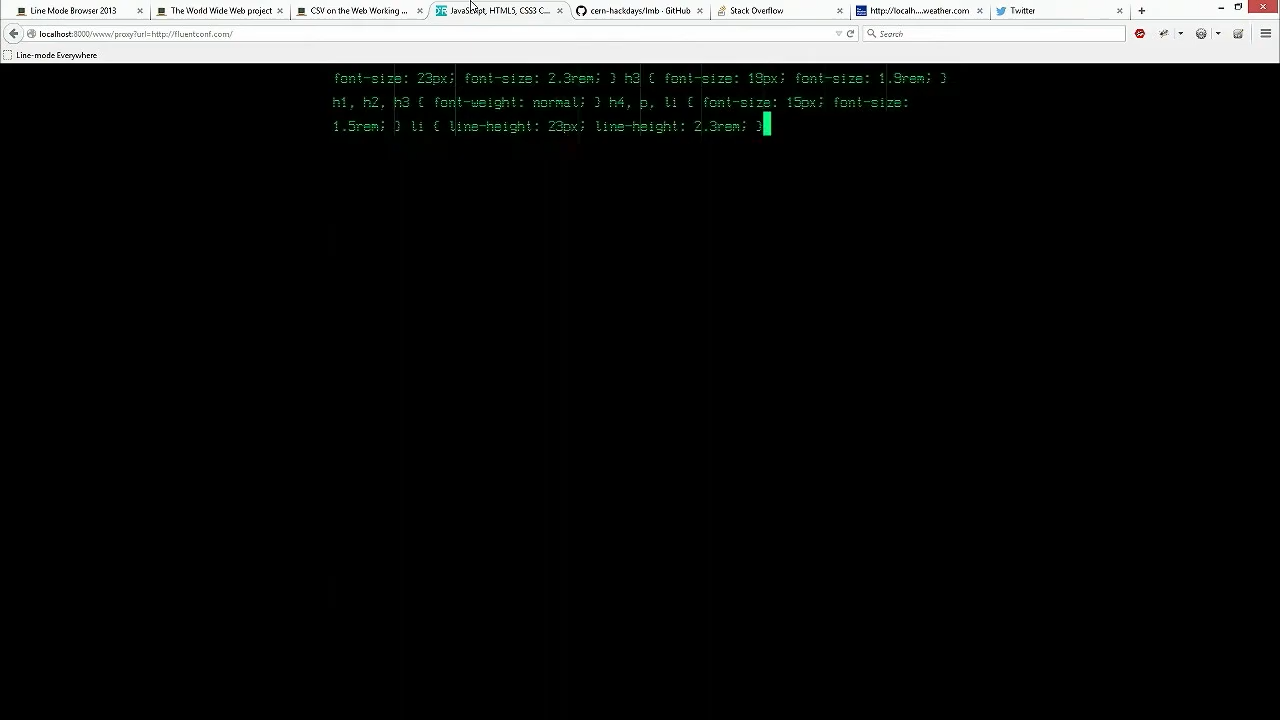 Line Mode Browser 2013
The World Wide Web project
CSV on the Web Working ...
JavaScript, HTML5, CSS3 C...
cern-hackdays/lmb · GitHub
Stack Overflow
http://localh....weather.com
Twitter
localhost:8000/www/proxy?url=http://fluentconf.com/
Search
Line-mode Everywhere
font-size: 23px; font-size: 2.3rem; } h3 { font-size: 19px; font-size: 1.9rem; }
h1, h2, h3 { font-weight: normal; } h4, p, li { font-size: 15px; font-size:
1.5rem; } li { line-height: 23px; line-height: 2.3rem; }